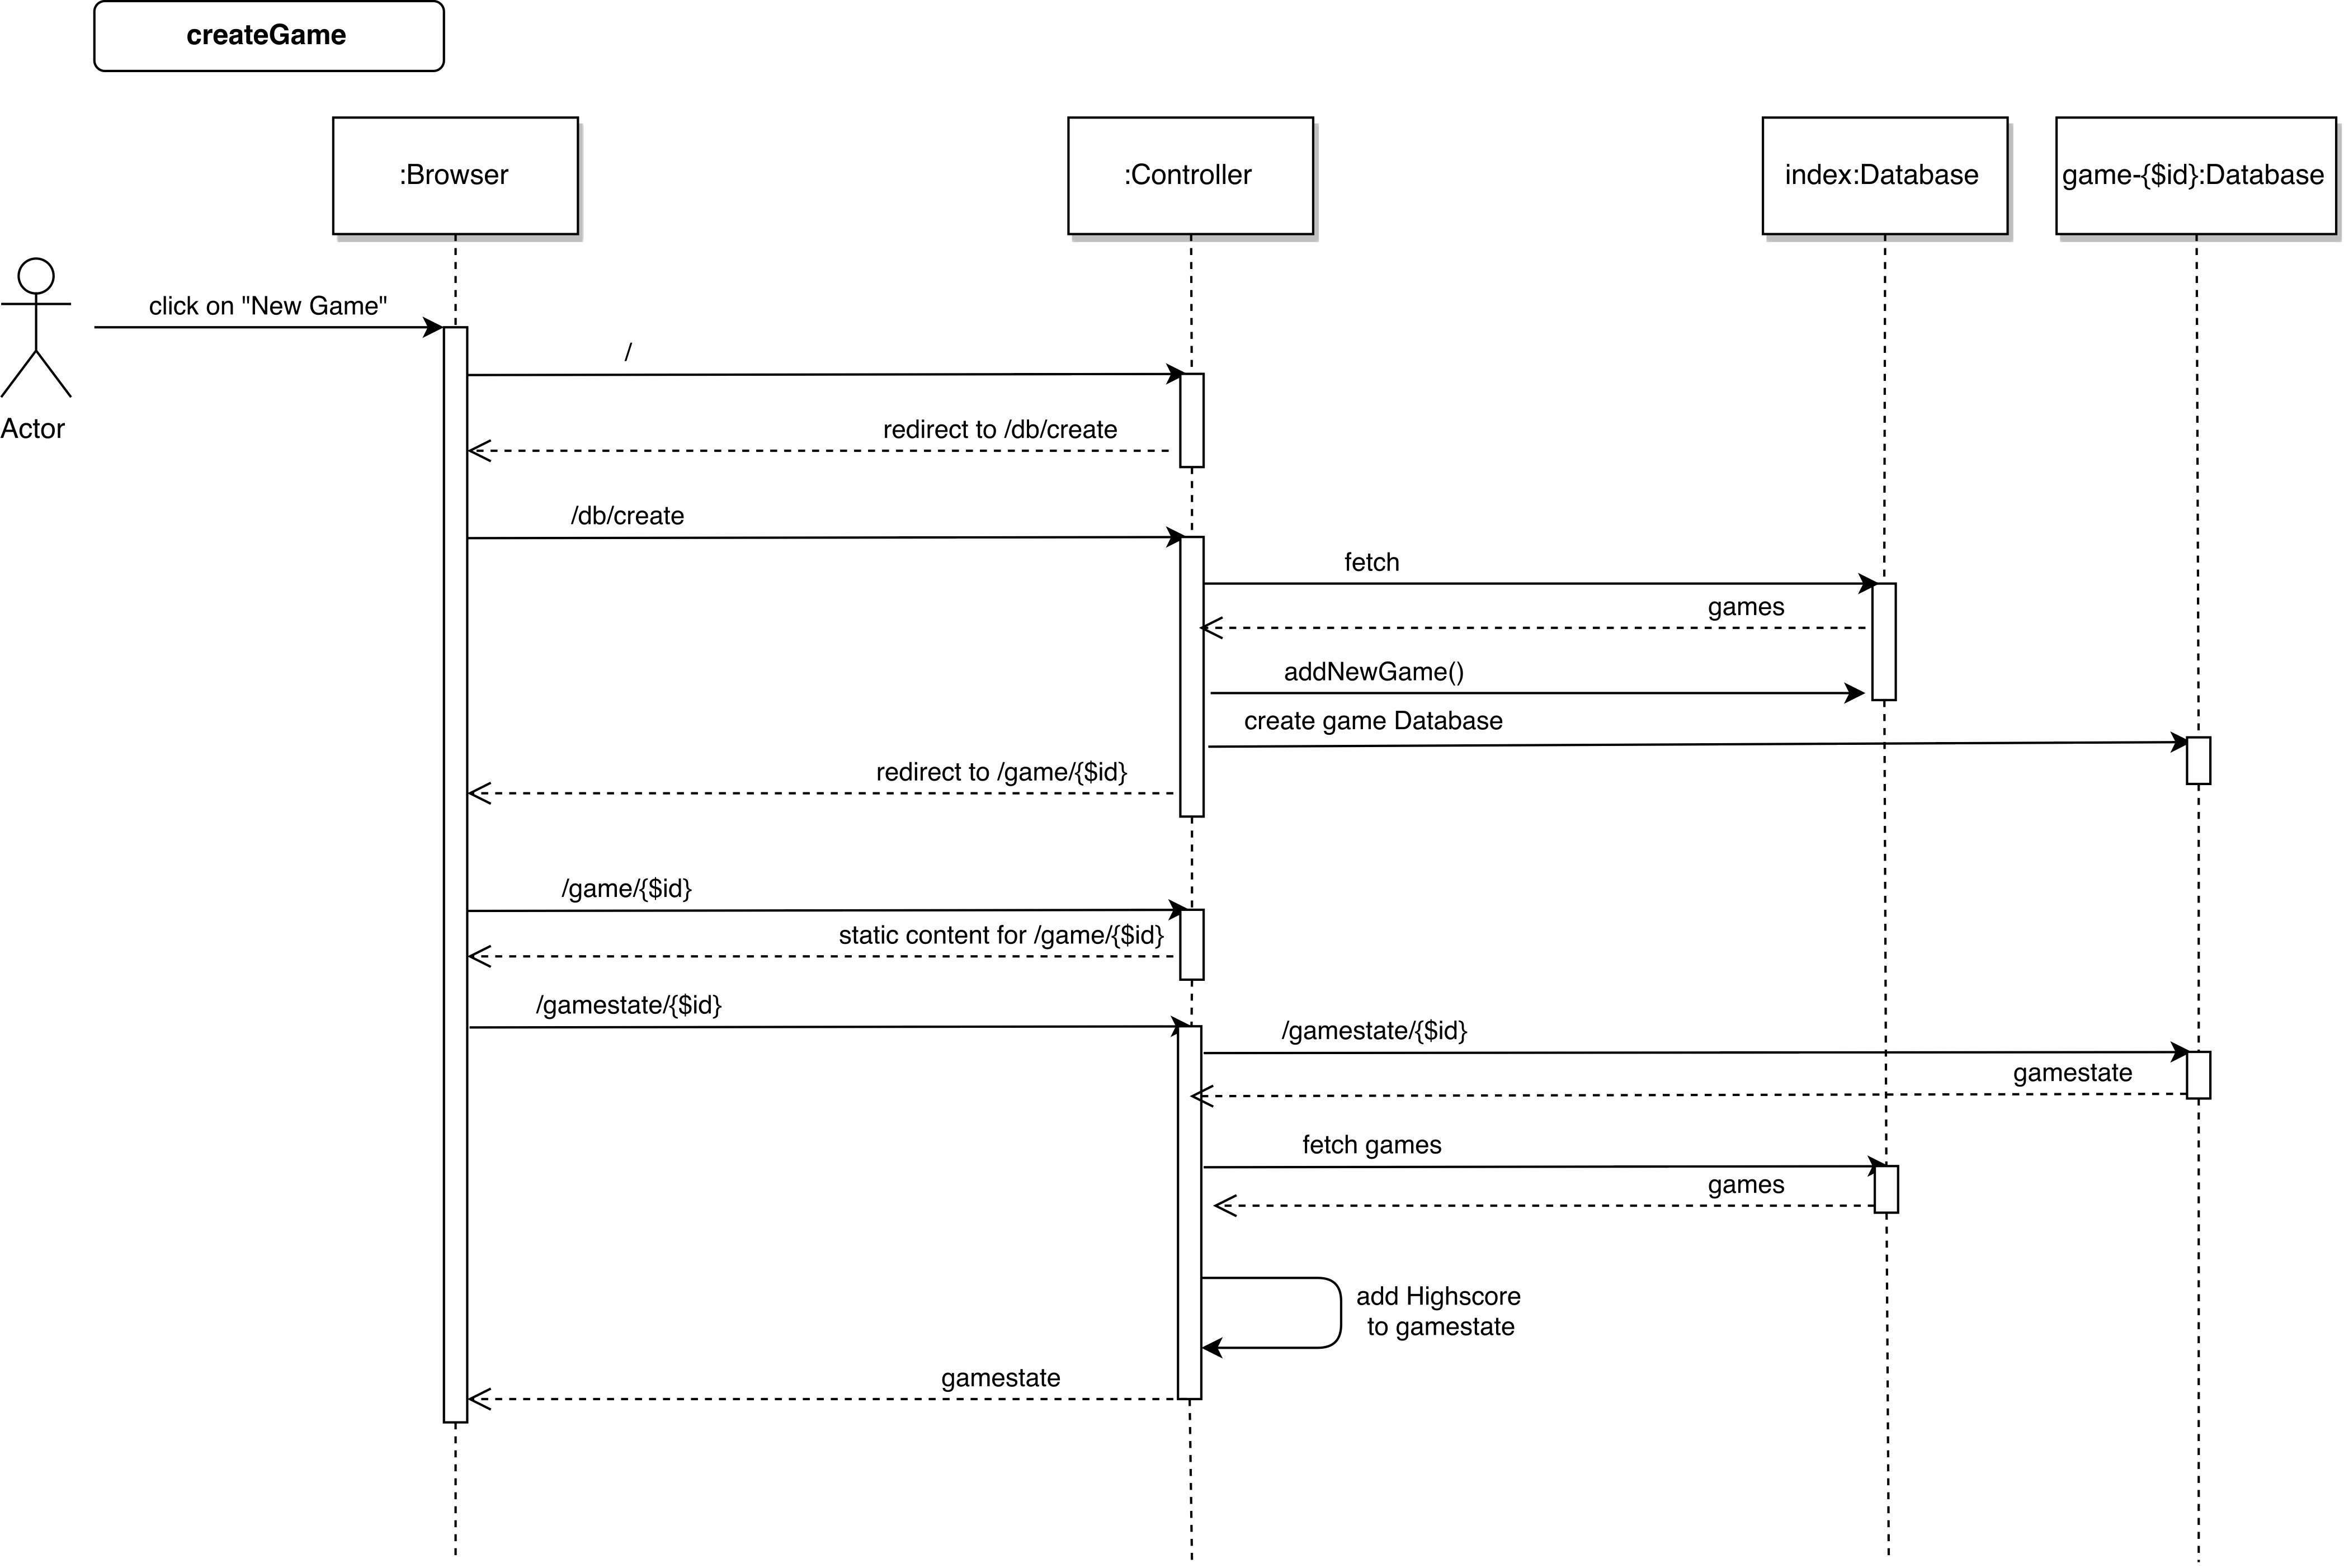 createGame
:Browser
:Controller
index:Database
game-{$id}:Database
click on "New Game"
/
Actor
redirect to /db/create
/db/create
fetch
games
addNewGame()
create game Database
redirect to /game/{$id}
/game/{$id}
static content for /game/{$id}
/gamestate/{$id}
/gamestate/{$id}
gamestate
fetch games
games
add Highscore
to gamestate
gamestate